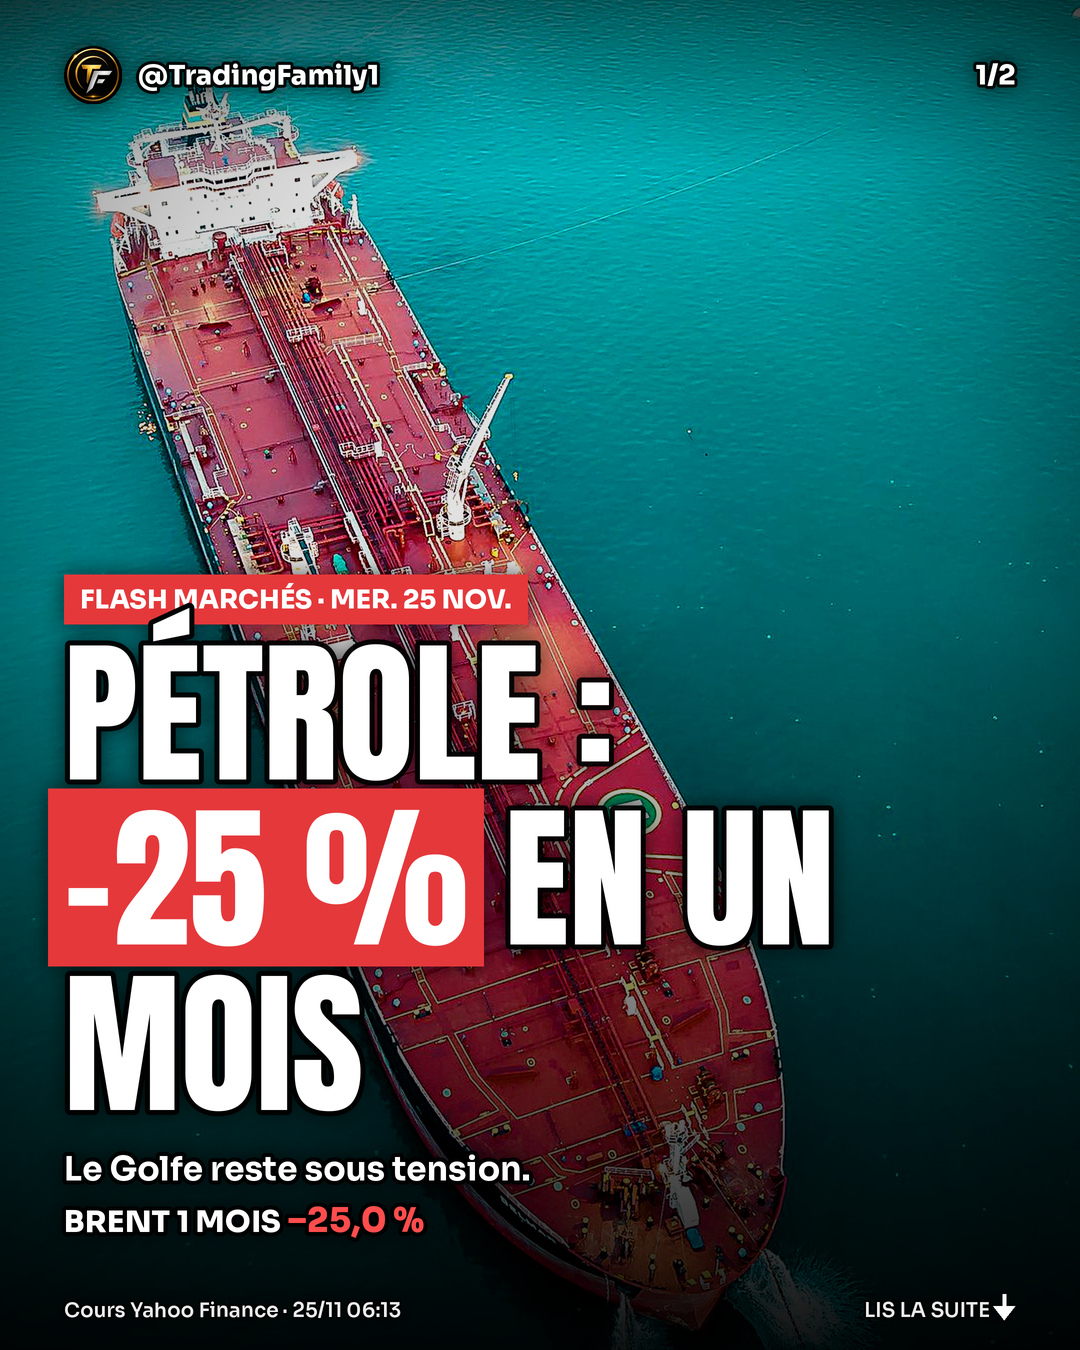 TF @TradingFamily1
1/2
FLASH MARCHÉS · MER. 25 NOV.
PÉTROLE :
-25 % EN UN
MOIS
Le Golfe reste sous tension.
BRENT 1 MOIS −25,0 %
Cours Yahoo Finance · 25/11 06:13
LIS LA SUITE